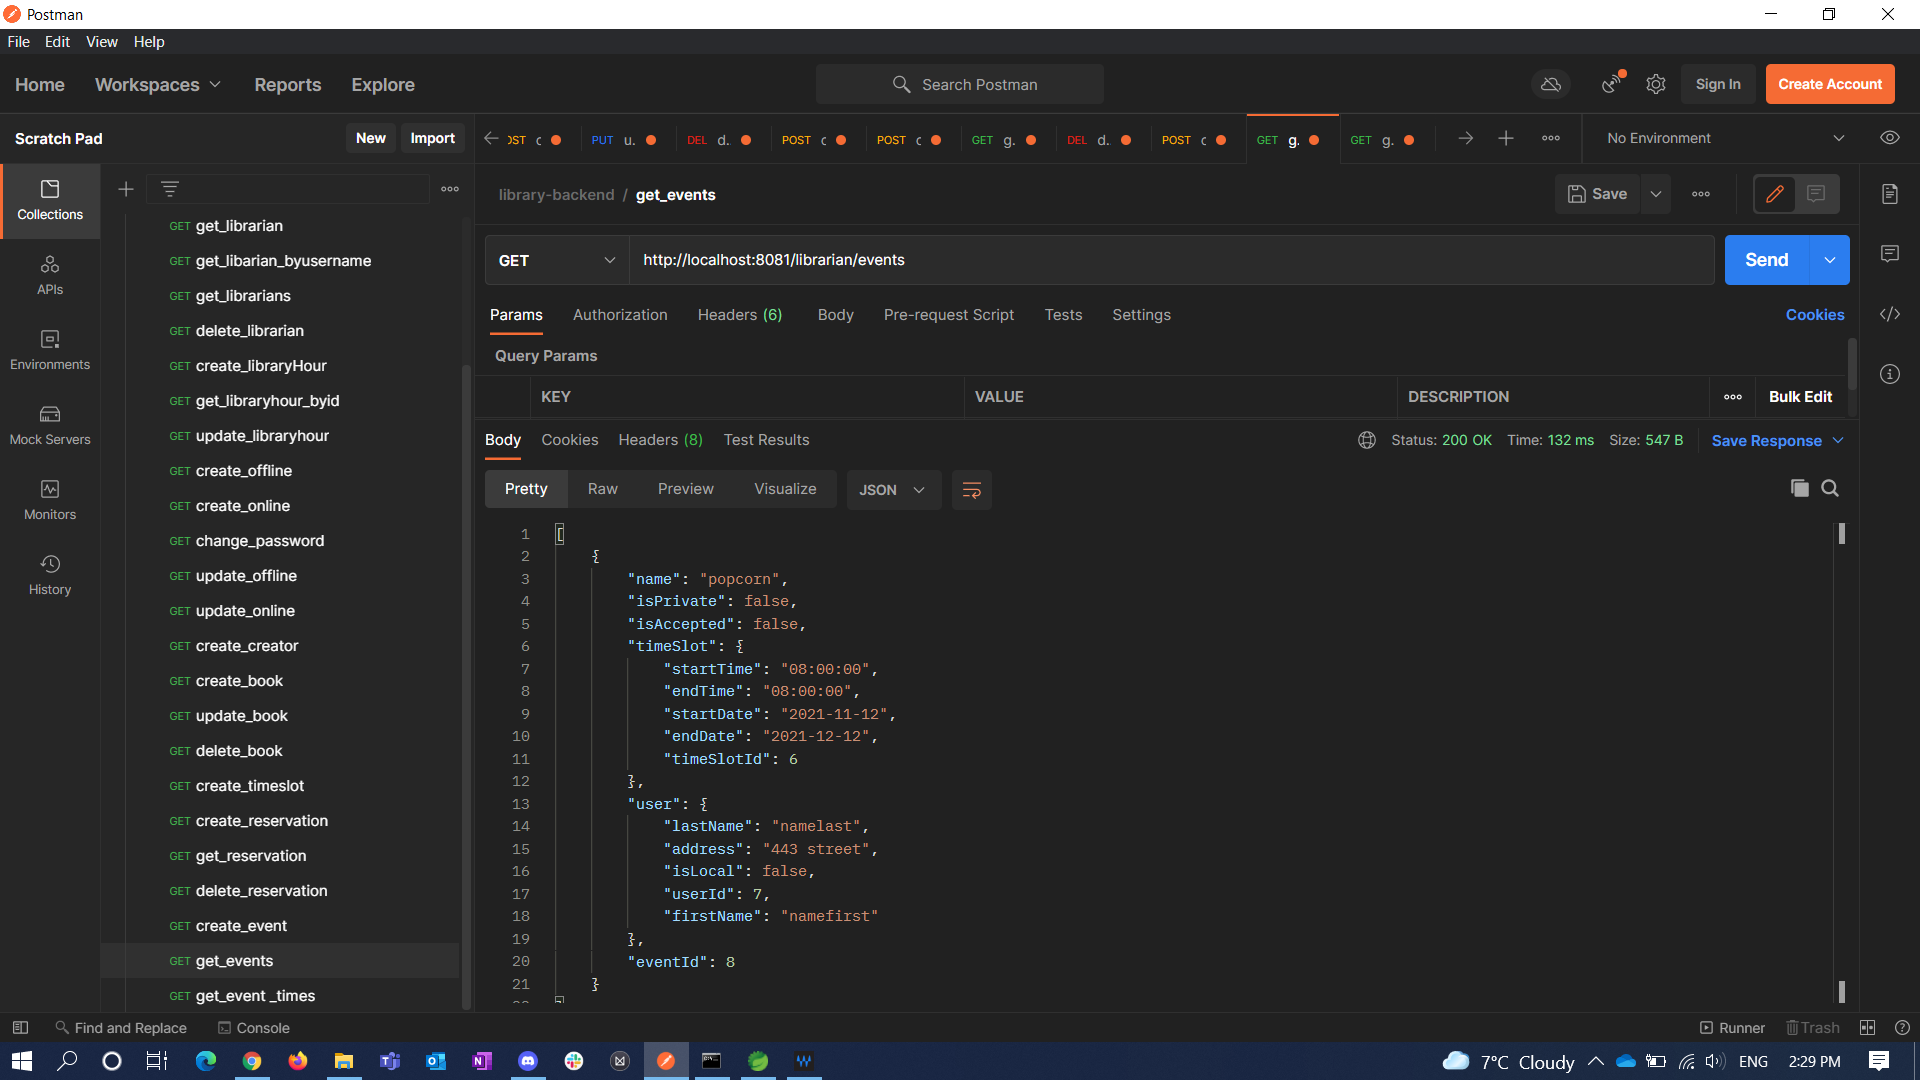 Postman
File Edit View Help
Home Workspaces Reports Explore Search Postman Sign In Create Account
Scratch Pad New Import OST c PUT u. DEL d. POST c POST c GET g. DEL d. POST c GET g. GET g. No Environment
library-backend / get_events Save
Collections
APIs
Environments
Mock Servers
Monitors
History
GET get_librarian
GET get_libarian_byusername
GET get_librarians
GET delete_librarian
GET create_libraryHour
GET get_libraryhour_byid
GET update_libraryhour
GET create_offline
GET create_online
GET change_password
GET update_offline
GET update_online
GET create_creator
GET create_book
GET update_book
GET delete_book
GET create_timeslot
GET create_reservation
GET get_reservation
GET delete_reservation
GET create_event
GET get_events
GET get_event _times
GET http://localhost:8081/librarian/events Send
Params Authorization Headers (6) Body Pre-request Script Tests Settings Cookies
Query Params
KEY VALUE DESCRIPTION Bulk Edit
Body Cookies Headers (8) Test Results Status: 200 OK Time: 132 ms Size: 547 B Save Response
Pretty Raw Preview Visualize JSON
1 [
2 {
3 "name": "popcorn",
4 "isPrivate": false,
5 "isAccepted": false,
6 "timeSlot": {
7 "startTime": "08:00:00",
8 "endTime": "08:00:00",
9 "startDate": "2021-11-12",
10 "endDate": "2021-12-12",
11 "timeSlotId": 6
12 },
13 "user": {
14 "lastName": "namelast",
15 "address": "443 street",
16 "isLocal": false,
17 "userId": 7,
18 "firstName": "namefirst"
19 },
20 "eventId": 8
21 }
Find and Replace Console Runner Trash
7°C Cloudy ENG 2:29 PM